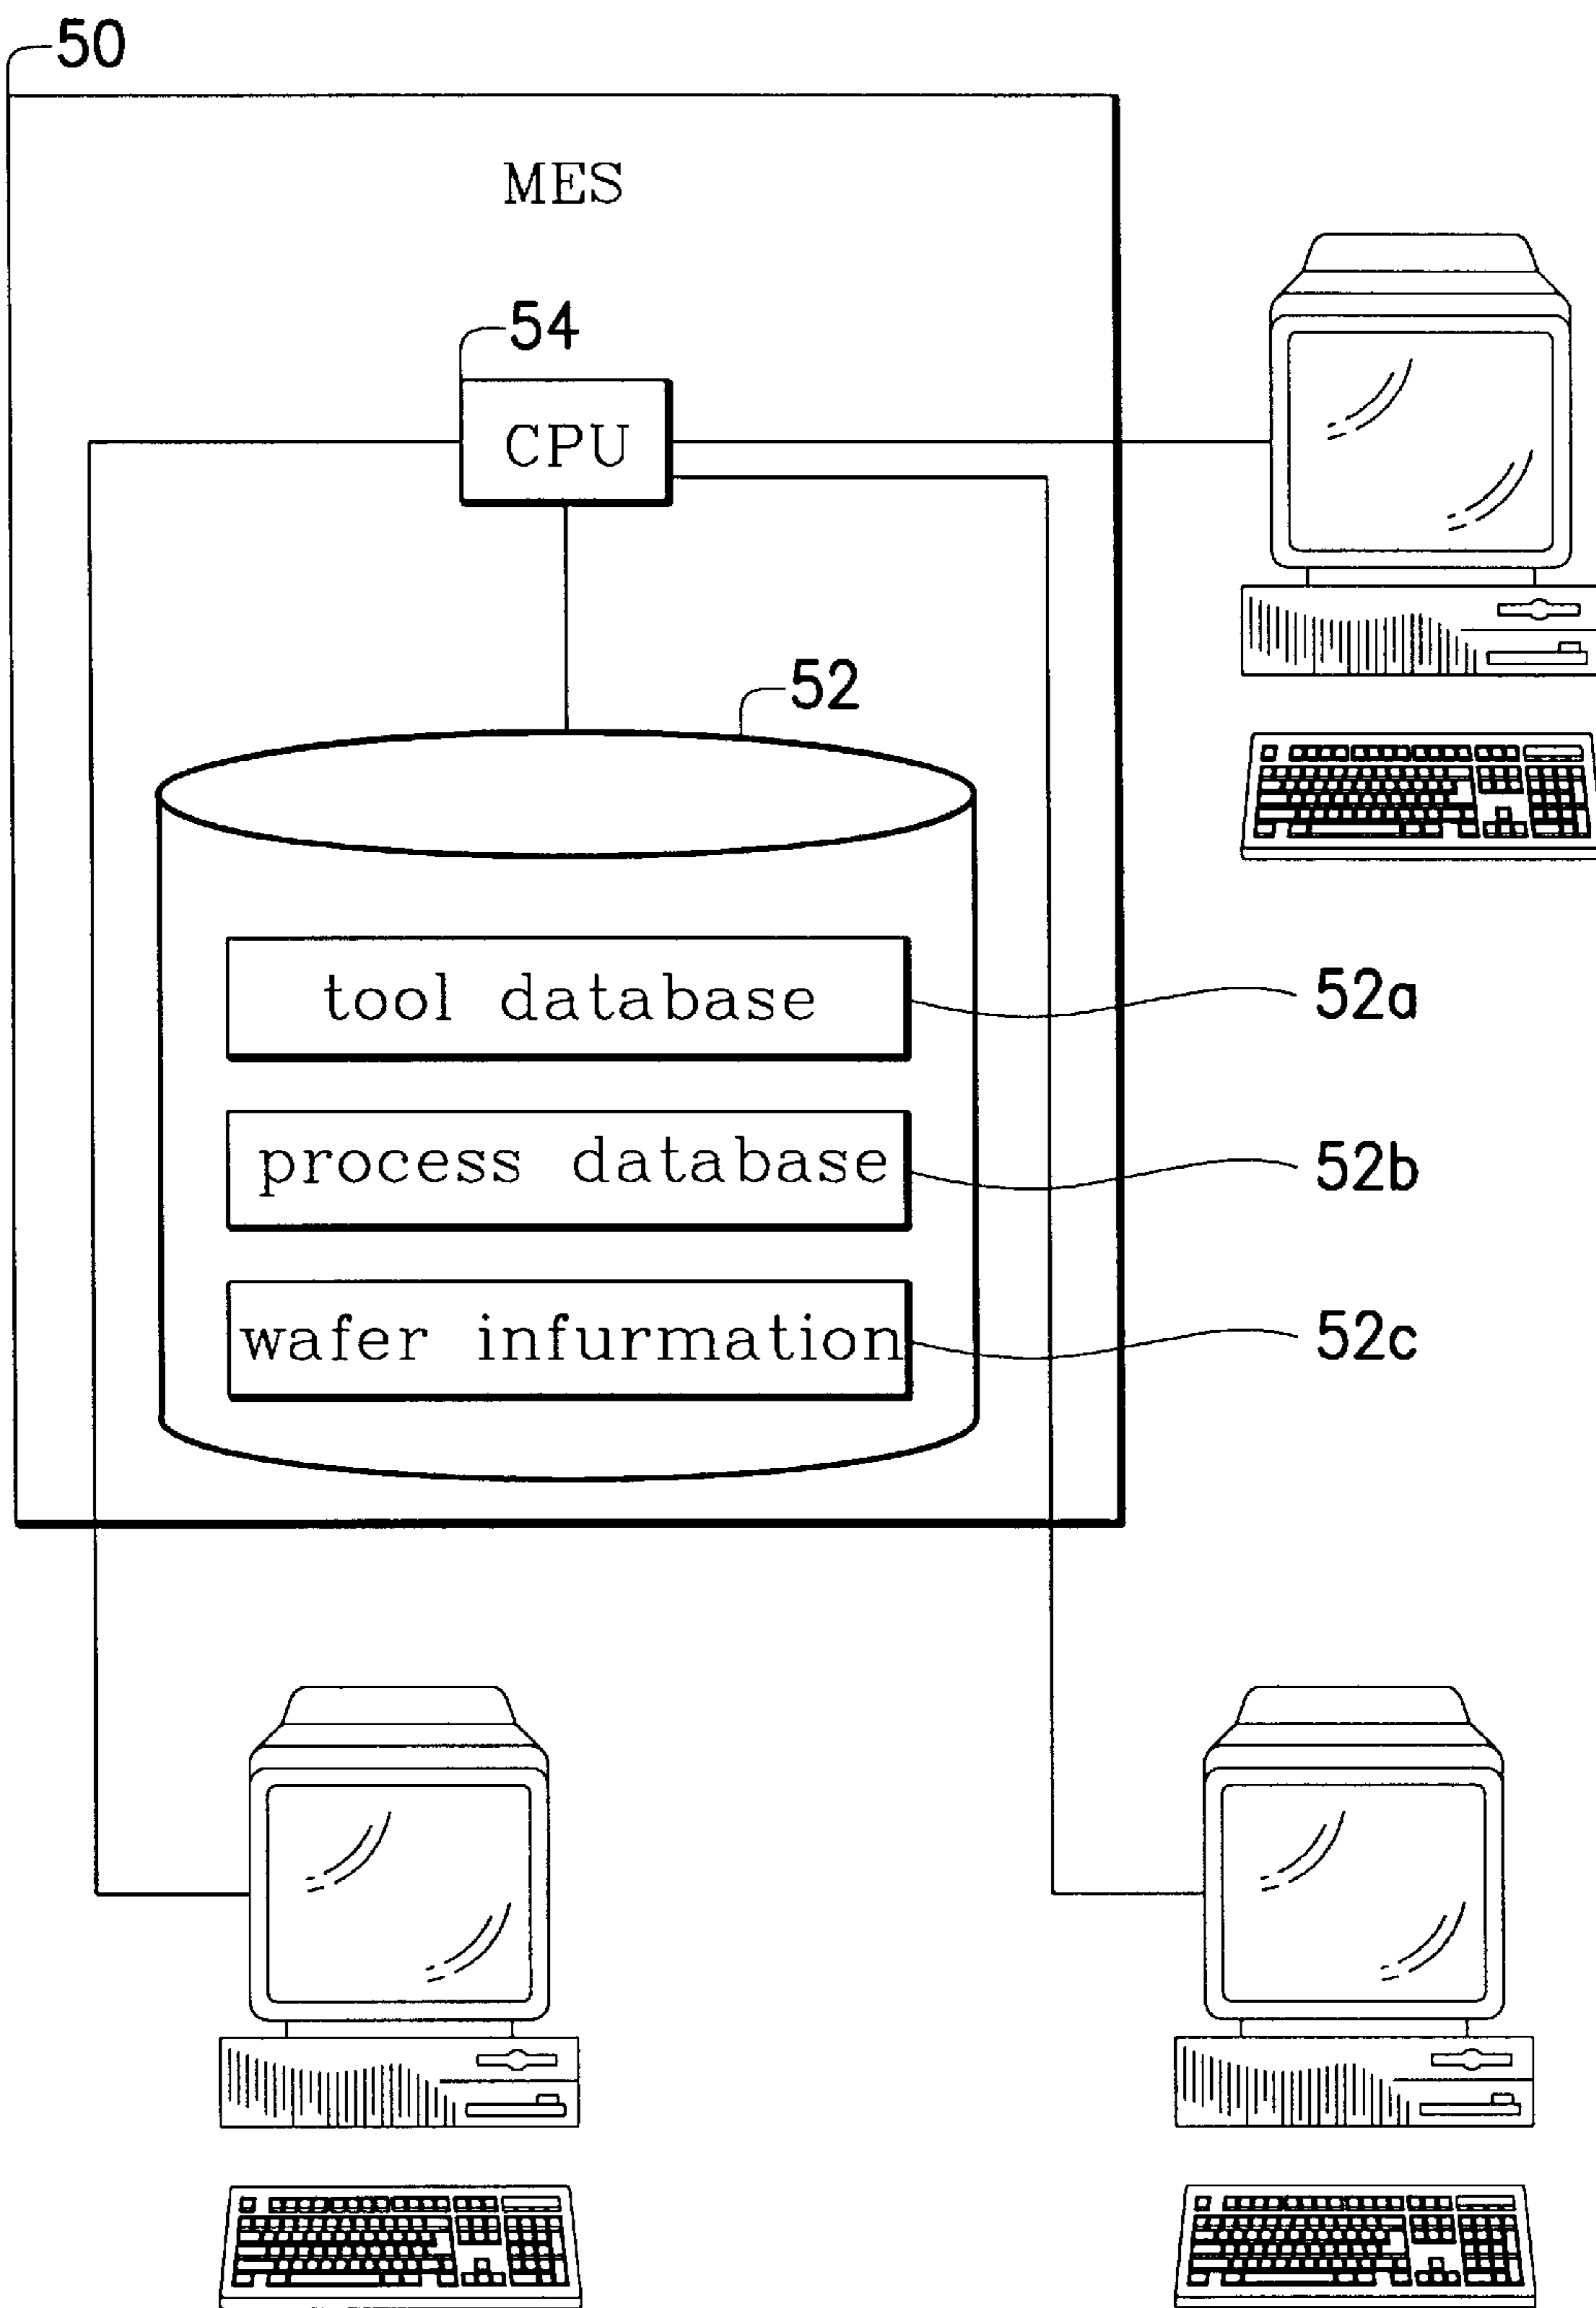 50
MES
54
CPU
52
tool database
52a
process database
52b
wafer infurmation
52c